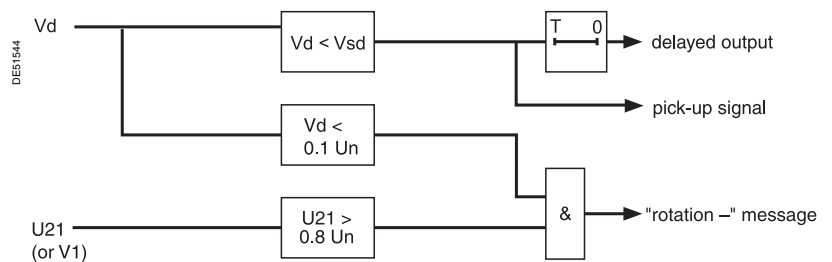 Vd
DE51544
Vd < Vsd
T 0
delayed output
pick-up signal
Vd <
0.1 Un
U21
(or V1)
U21 >
0.8 Un
&
"rotation –" message